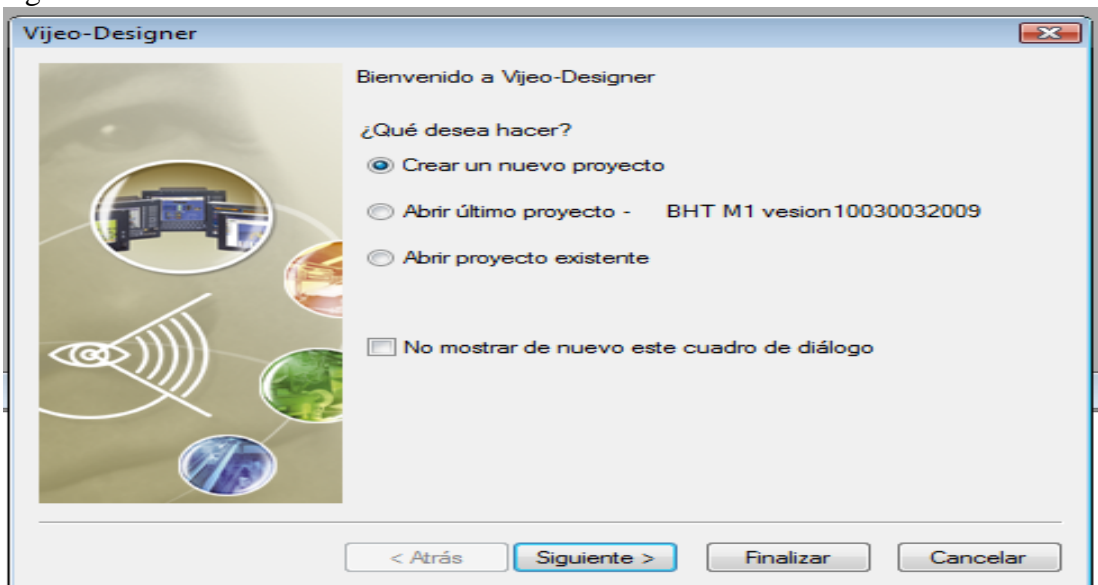 Vijeo-Designer
Bienvenido a Vijeo-Designer
¿Qué desea hacer?
Crear un nuevo proyecto
Abrir último proyecto - BHT M1 vesion10030032009
Abrir proyecto existente
No mostrar de nuevo este cuadro de diálogo
< Atrás Siguiente > Finalizar Cancelar